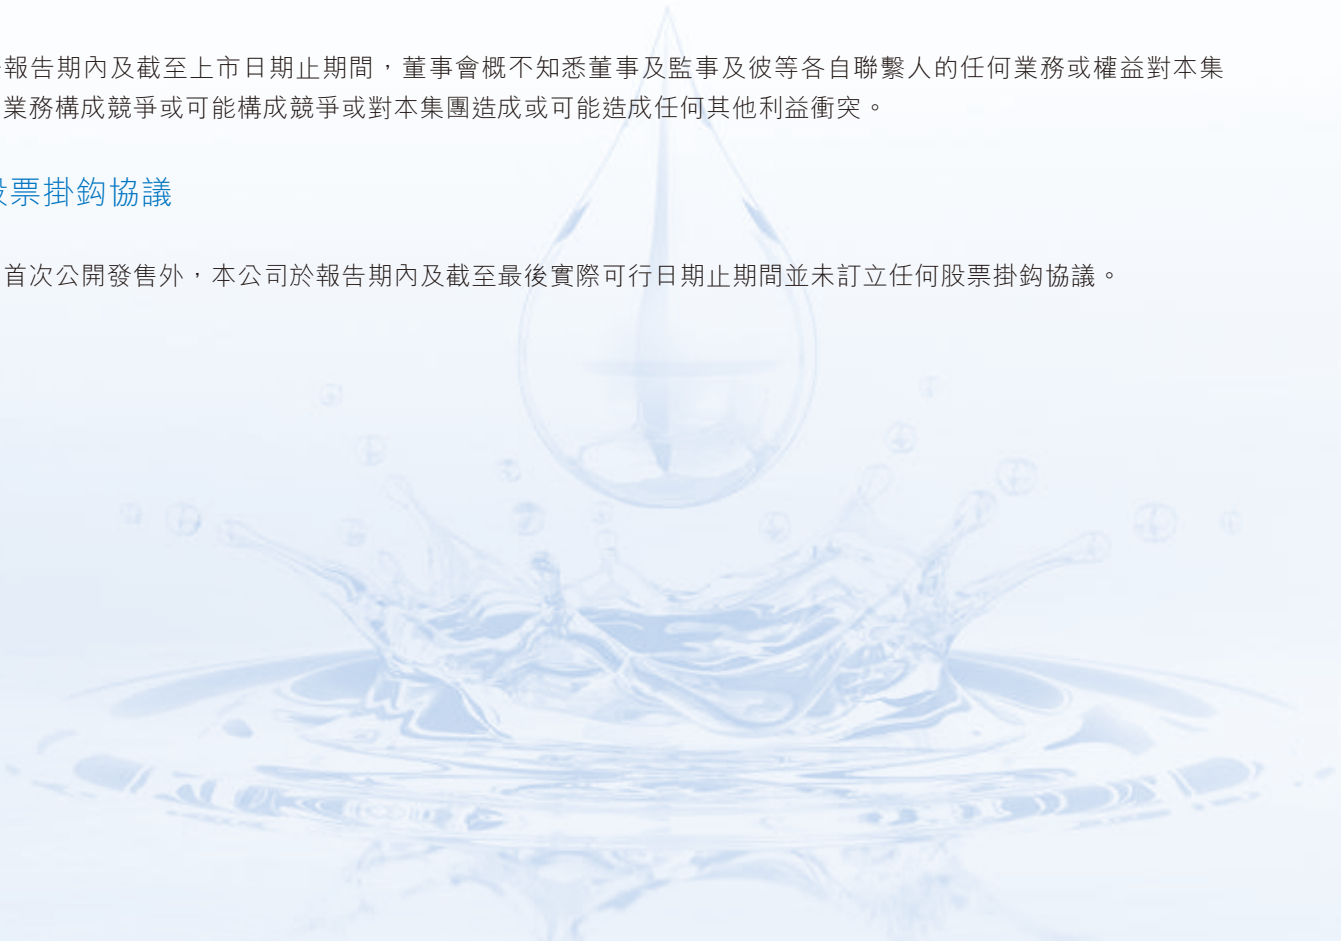 報告期內及截至上市日期止期間，董事會概不知悉董事及監事及彼等各自聯繫人的任何業務或權益對本集
業務構成競爭或可能構成競爭或對本集團造成或可能造成任何其他利益衝突。
票掛鈎協議
首次公開發售外，本公司於報告期內及截至最後實際可行日期止期間並未訂立任何股票掛鈎協議。